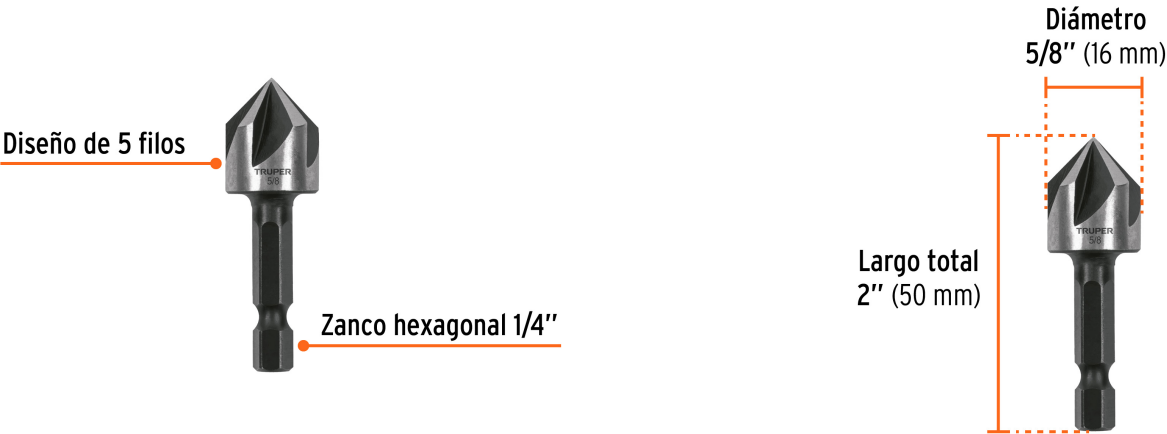 Diseño de 5 filos
TRUPER
5/8
Zanco hexagonal 1/4”
Diámetro
5/8” (16 mm)
Largo total
2” (50 mm)
TRUPER
5/8